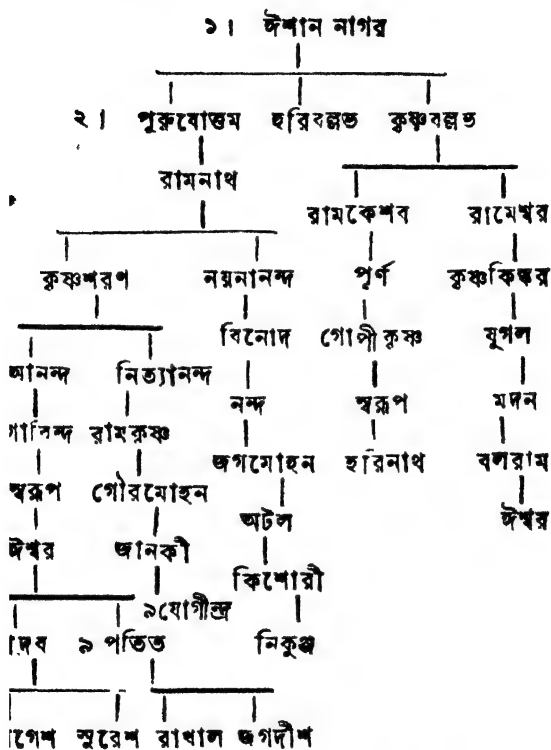 ১। ঈশান নাগর
২। পুরুষোত্তম হরিবল্লভ কৃষ্ণবল্লভ
রামনাথ
রামকেশব রামেশ্বর
কৃষ্ণশরণ নয়নানন্দ পূর্ণ কৃষ্ণকিঙ্কর
বিনোদ গোপীকৃষ্ণ যুগল
আনন্দ নিত্যানন্দ
নন্দ স্বরূপ মদন
রামকৃষ্ণ
জগমোহন হরিনাথ বলরাম
স্বরূপ গৌরমোহন
অটল ঈশ্বর
ঈশ্বর জানকী
কিশোরী
৯যোগীন্দ্র
৯ পতিত নিকুঞ্জ
সুরেশ রাখাল জগদীশ